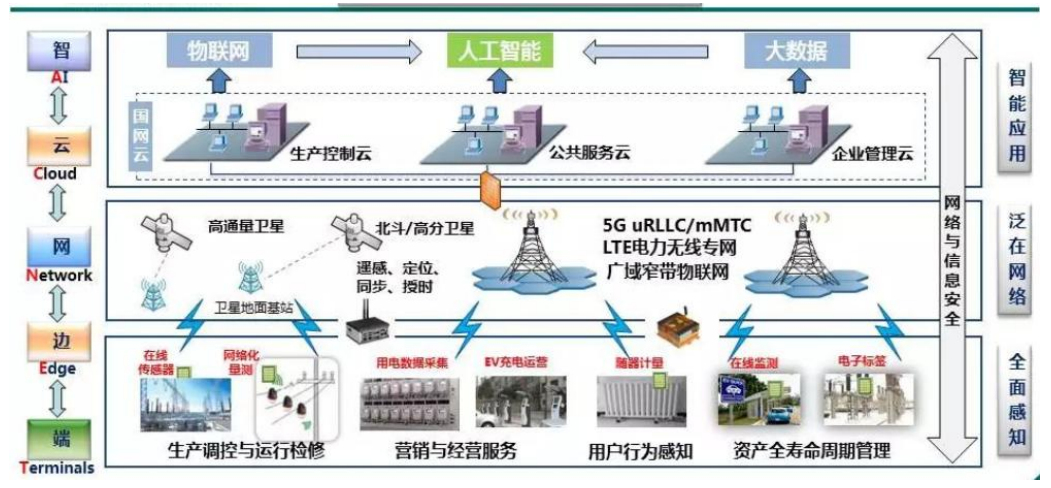 智
AI
云
Cloud
网
Network
边
Edge
端
Terminals
物联网
人工智能
大数据
国网云
生产控制云
公共服务云
企业管理云
高通量卫星
北斗/高分卫星
遥感、定位、
同步、授时
卫星地面基站
5G uRLLC/mMTC
LTE电力无线专网
广域窄带物联网
在线
传感器
网络化
量测
用电数据采集
EV充电运营
随器计量
在线监测
电子标签
生产调控与运行检修
营销与经营服务
用户行为感知
资产全寿命周期管理
网络与信息安全
智能应用
泛在网络
全面感知